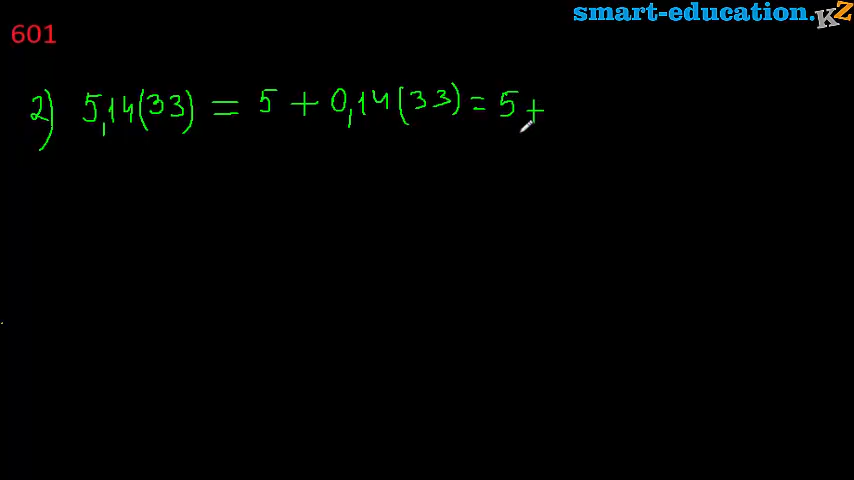 smart-education.KZ
601
2) 5,14(33) = 5 + 0,14(33) = 5 +